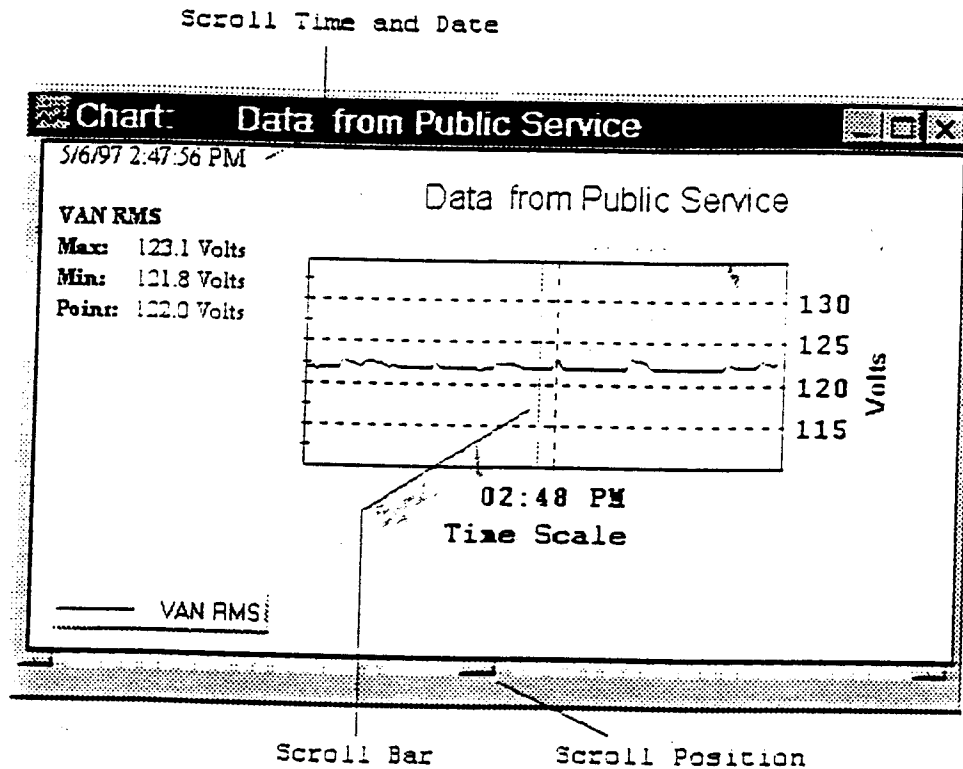 Scroll Time and Date
Chart: Data from Public Service
5/6/97 2:47:56 PM
Data from Public Service
VAN RMS
Max: 123.1 Volts
Min: 121.8 Volts
Point: 122.0 Volts
130
125
120
115
Volts
02:48 PM
Time Scale
VAN RMS
Scroll Bar
Scroll Position